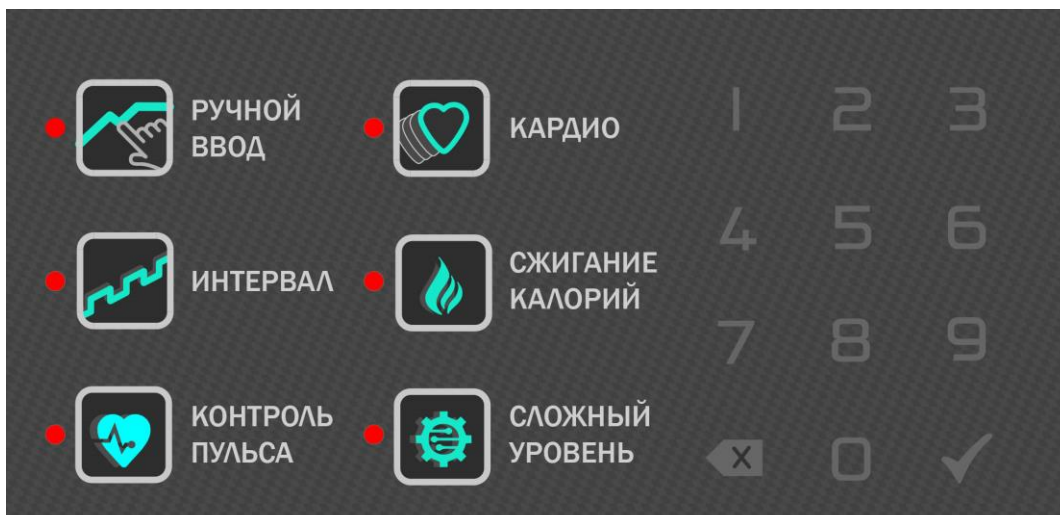 РУЧНОЙ
ВВОД
КАРДИО
ИНТЕРВАЛ
СЖИГАНИЕ
КАЛОРИЙ
КОНТРОЛЬ
ПУЛЬСА
СЛОЖНЫЙ
УРОВЕНЬ
1 2 3
4 5 6
7 8 9
X 0